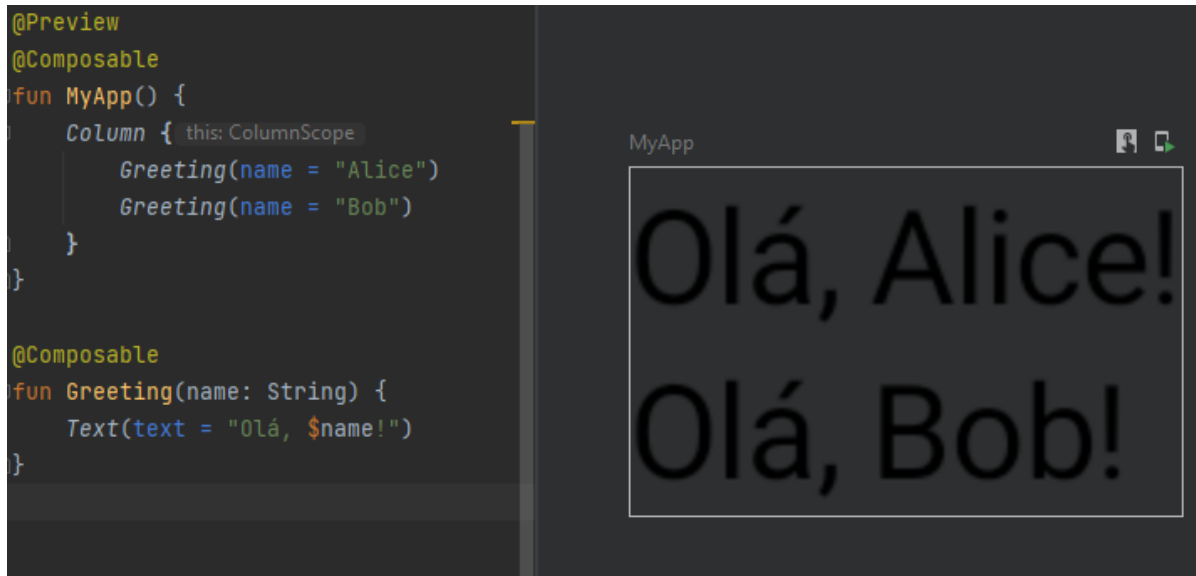 @Preview
@Composable
fun MyApp() {
    Column { this: ColumnScope
        Greeting(name = "Alice")
        Greeting(name = "Bob")
    }
}
@Composable
fun Greeting(name: String) {
    Text(text = "Olá, $name!")
}
MyApp
Olá, Alice!
Olá, Bob!